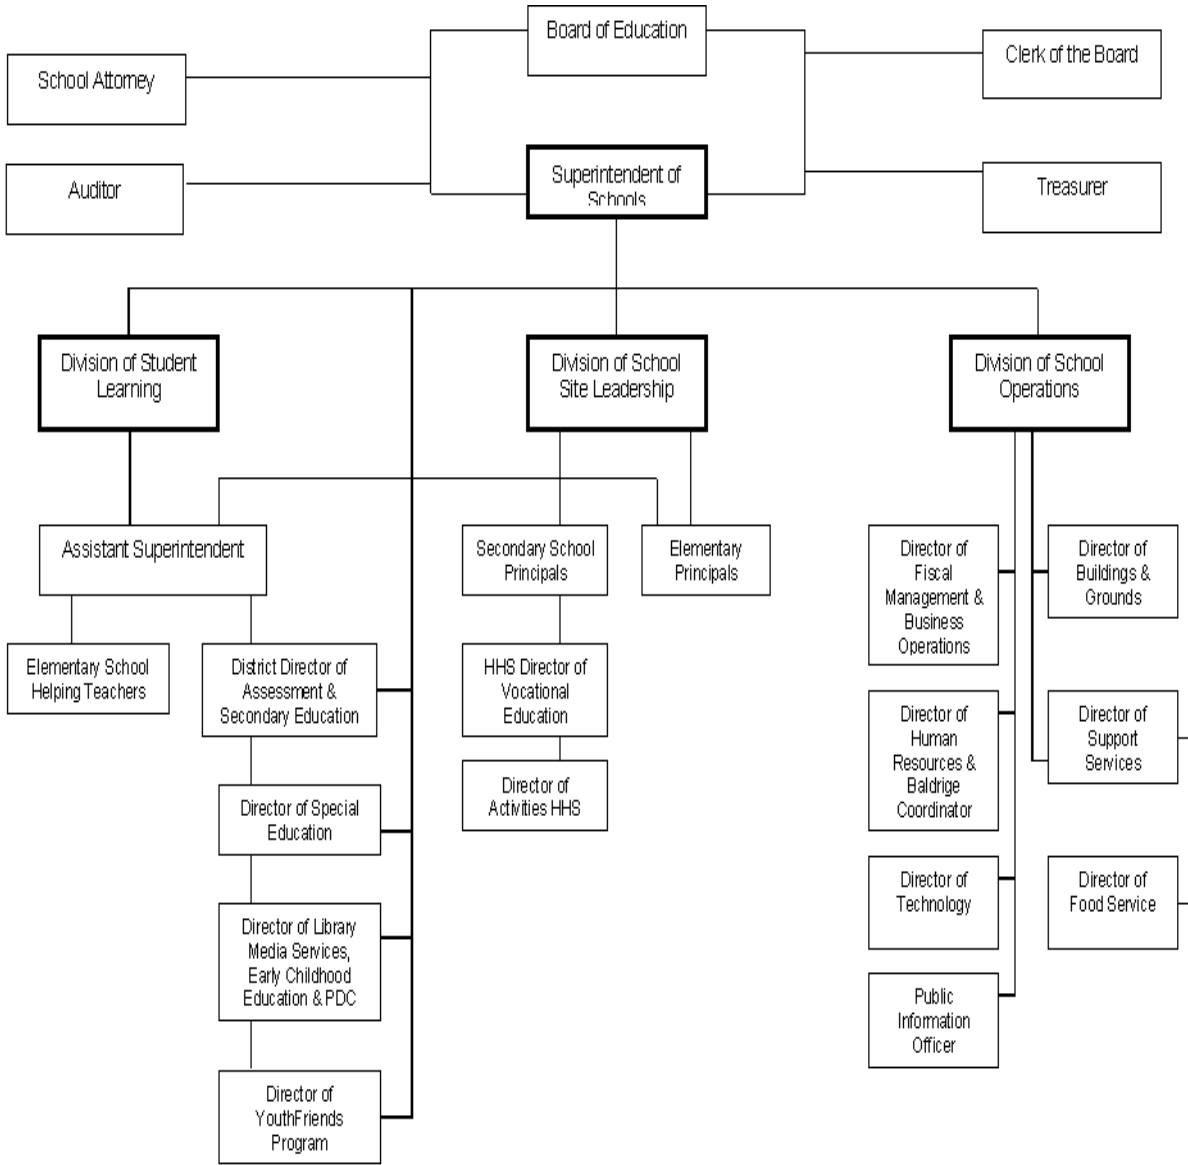 Board of Education
Clerk of the Board
School Attorney
Superintendent of
Schools
Auditor
Treasurer
Division of Student
Learning
Division of School
Site Leadership
Division of School
Operations
Assistant Superintendent
Secondary School
Principals
Elementary
Principals
Director of
Fiscal
Management &
Business
Operations
Director of
Buildings &
Grounds
Elementary School
Helping Teachers
District Director of
Assessment &
Secondary Education
HHS Director of
Vocational
Education
Director of
Human
Resources &
Baldrige
Coordinator
Director of
Support
Services
Director of
Activities HHS
Director of Special
Education
Director of
Technology
Director of
Food Service
Director of Library
Media Services,
Early Childhood
Education & PDC
Public
Information
Officer
Director of
YouthFriends
Program